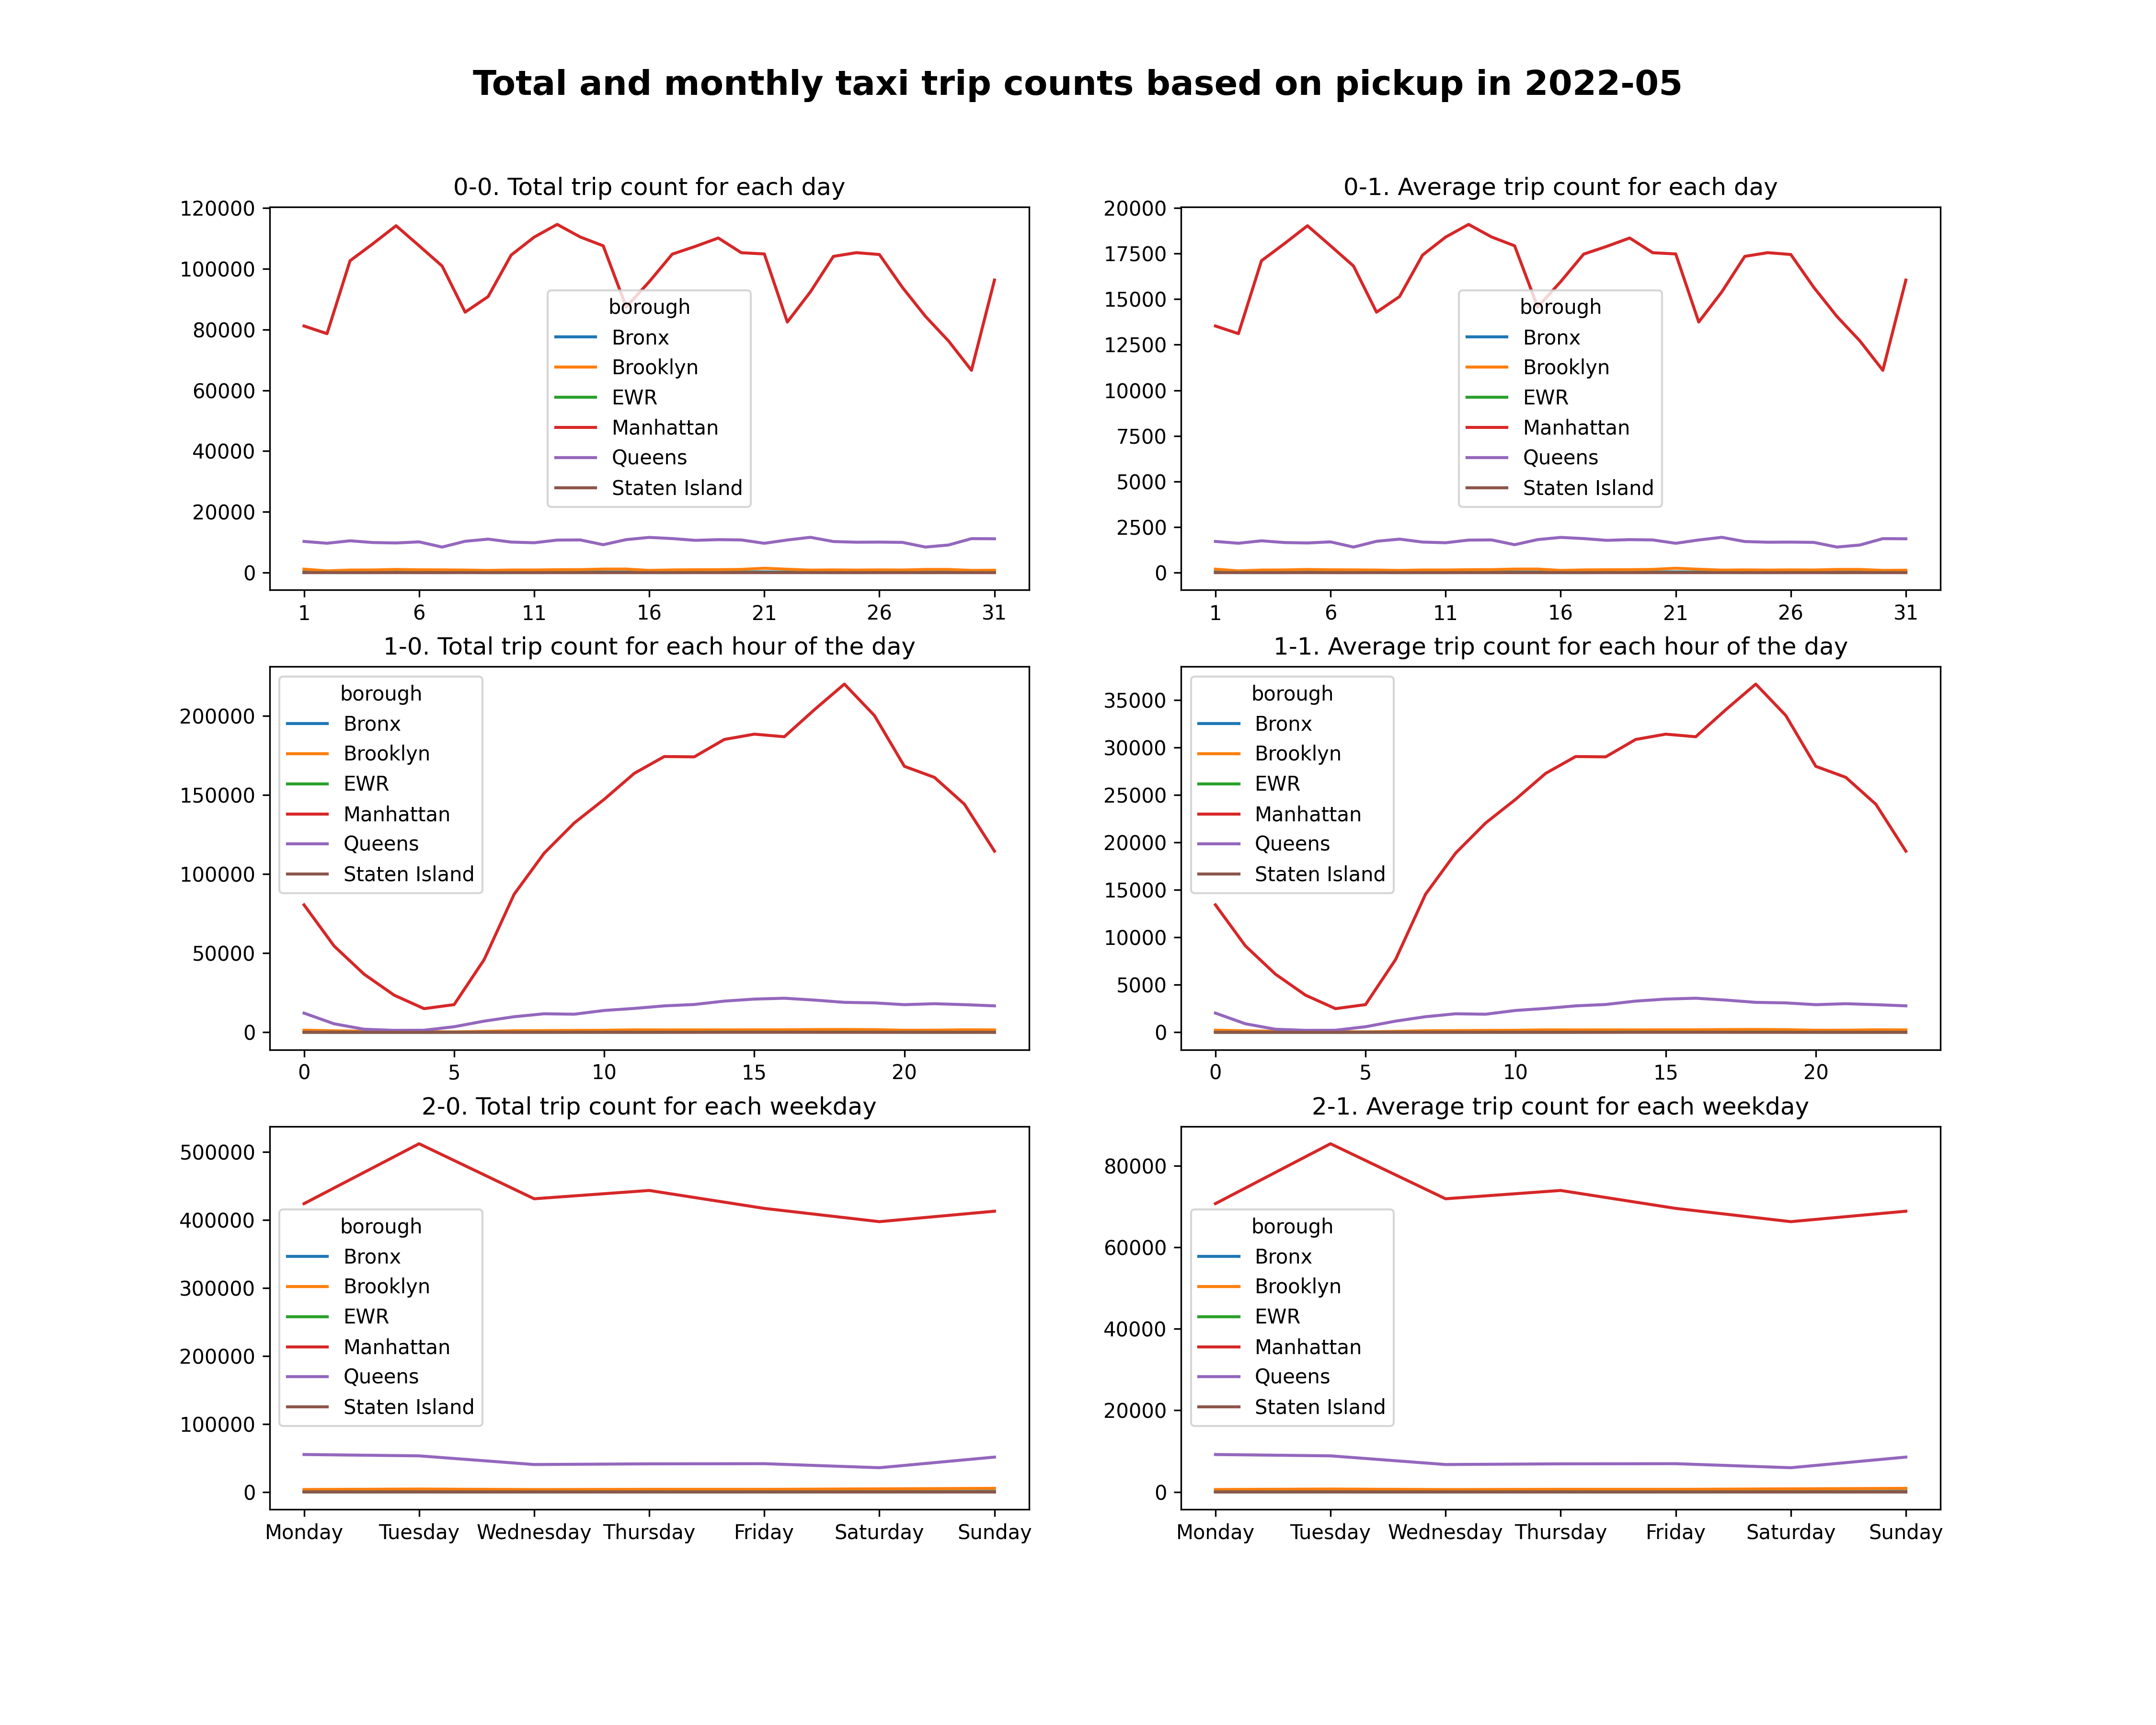 Total and monthly taxi trip counts based on pickup in 2022-05
0-0. Total trip count for each day
120000
100000
80000
60000
40000
20000
0
borough
Bronx
Brooklyn
EWR
Manhattan
Queens
Staten Island
1 6 11 16 21 26 31
0-1. Average trip count for each day
20000
17500
15000
12500
10000
7500
5000
2500
0
borough
Bronx
Brooklyn
EWR
Manhattan
Queens
Staten Island
1 6 11 16 21 26 31
1-0. Total trip count for each hour of the day
200000
150000
100000
50000
0
borough
Bronx
Brooklyn
EWR
Manhattan
Queens
Staten Island
0 5 10 15 20
1-1. Average trip count for each hour of the day
35000
30000
25000
20000
15000
10000
5000
0
borough
Bronx
Brooklyn
EWR
Manhattan
Queens
Staten Island
0 5 10 15 20
2-0. Total trip count for each weekday
500000
400000
300000
200000
100000
0
borough
Bronx
Brooklyn
EWR
Manhattan
Queens
Staten Island
Monday Tuesday Wednesday Thursday Friday Saturday Sunday
2-1. Average trip count for each weekday
80000
60000
40000
20000
0
borough
Bronx
Brooklyn
EWR
Manhattan
Queens
Staten Island
Monday Tuesday Wednesday Thursday Friday Saturday Sunday